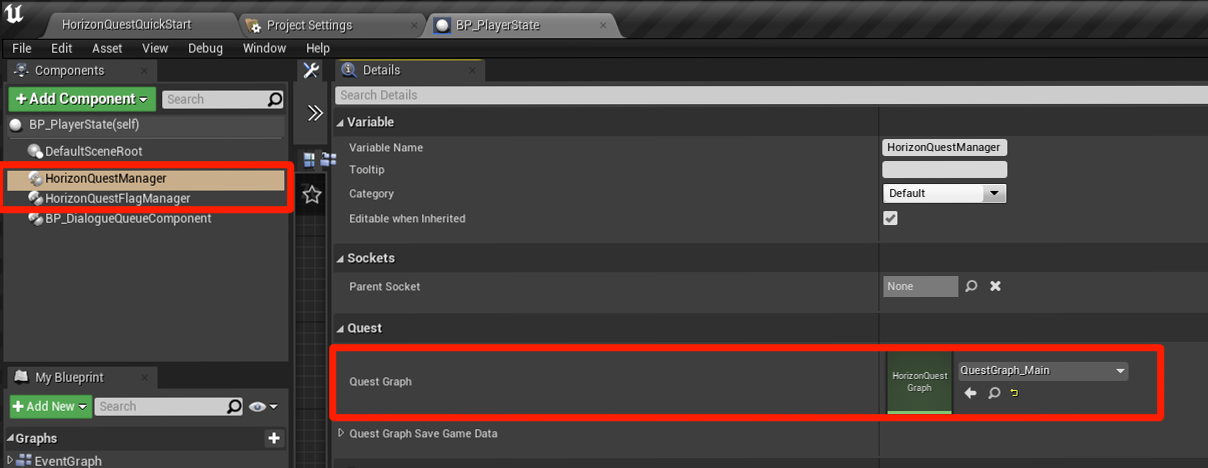 HorizonQuestQuickStart
Project Settings
BP_PlayerState
File Edit Asset View Debug Window Help
Components
Add Component
Search
BP_PlayerState(self)
DefaultSceneRoot
HorizonQuestManager
HorizonQuestFlagManager
BP_DialogueQueueComponent
My Blueprint
Add New
Search
Graphs
EventGraph
Details
Search Details
Variable
Variable Name HorizonQuestManager
Tooltip
Category Default
Editable when Inherited
Sockets
Parent Socket None
Quest
Quest Graph
HorizonQuest
Graph
QuestGraph_Main
Quest Graph Save Game Data